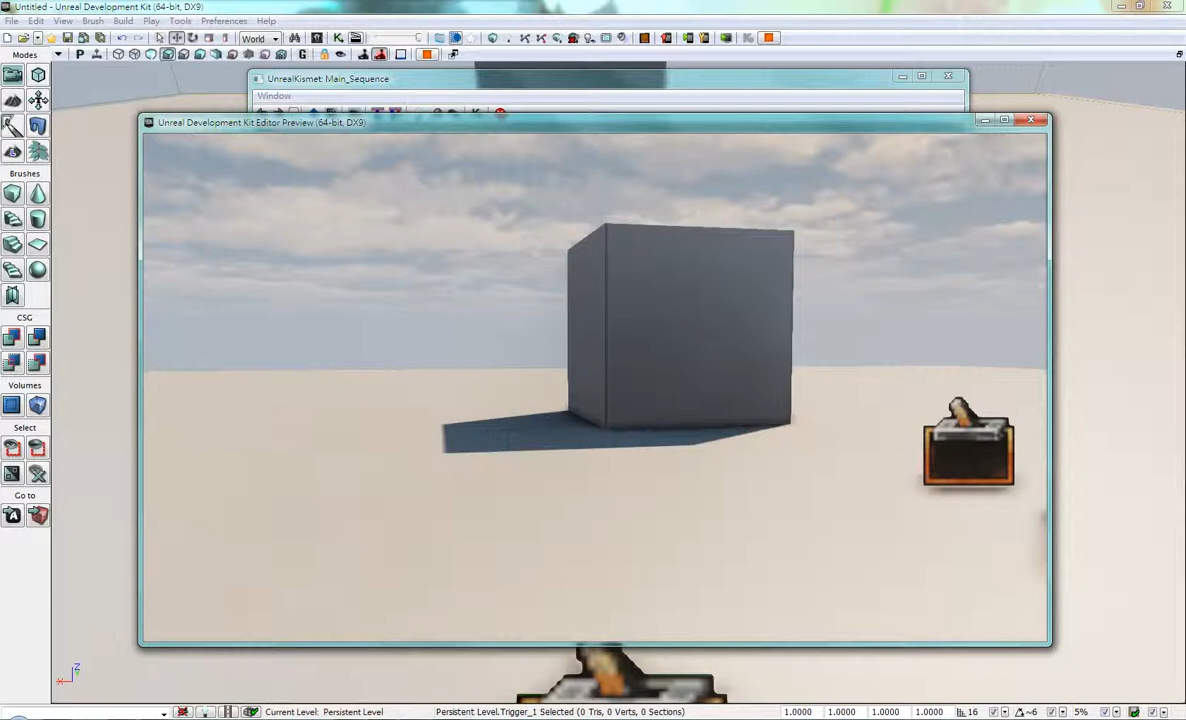 Untitled - Unreal Development Kit (64-bit, DX9)
File Edit View Brush Build Play Tools Preferences Help
World
Modes
P
G
UnrealKismet: Main_Sequence
Window
Unreal Development Kit Editor Preview (64-bit, DX9)
Brushes
CSG
Volumes
Select
Go to
Z
X
Current Level: Persistent Level
Persistent Level.Trigger_1 Selected (0 Tris, 0 Verts, 0 Sections)
1.0000 1.0000 1.0000 1.0000 16 ~6 5%